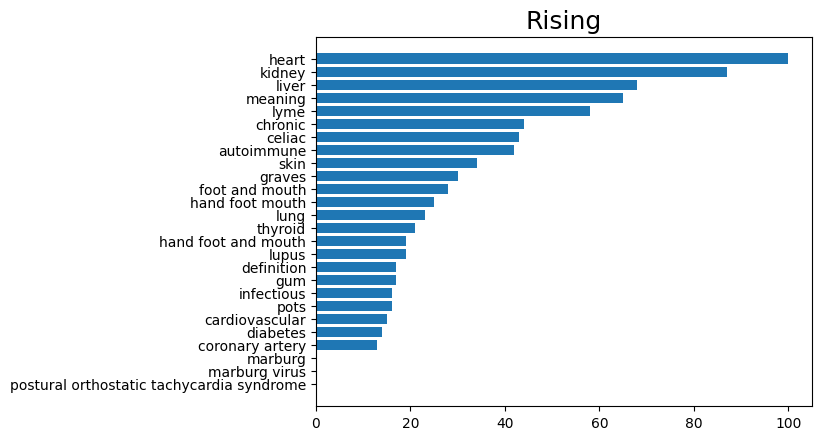 Rising
heart
kidney
liver
meaning
lyme
chronic
celiac
autoimmune
skin
graves
foot and mouth
hand foot mouth
lung
thyroid
hand foot and mouth
lupus
definition
gum
infectious
pots
cardiovascular
diabetes
coronary artery
marburg
marburg virus
postural orthostatic tachycardia syndrome
0 20 40 60 80 100